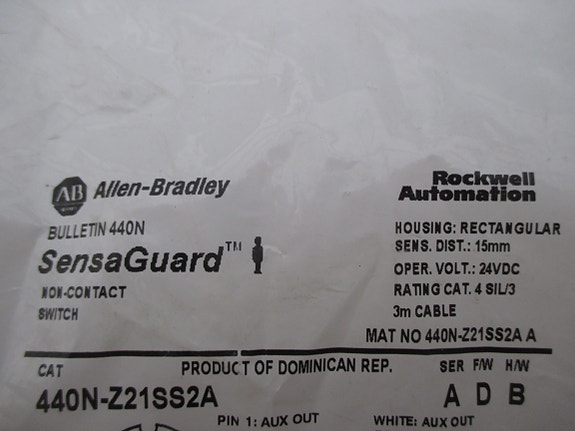 AB Allen-Bradley
BULLETIN 440N
SensaGuard™
NON-CONTACT
SWITCH
Rockwell
Automation
HOUSING: RECTANGULAR
SENS. DIST.: 15mm
OPER. VOLT.: 24VDC
RATING CAT. 4 SIL/3
3m CABLE
MAT NO 440N-Z21SS2A A
CAT PRODUCT OF DOMINICAN REP. SER F/W H/W
440N-Z21SS2A A D B
PIN 1: AUX OUT WHITE: AUX OUT